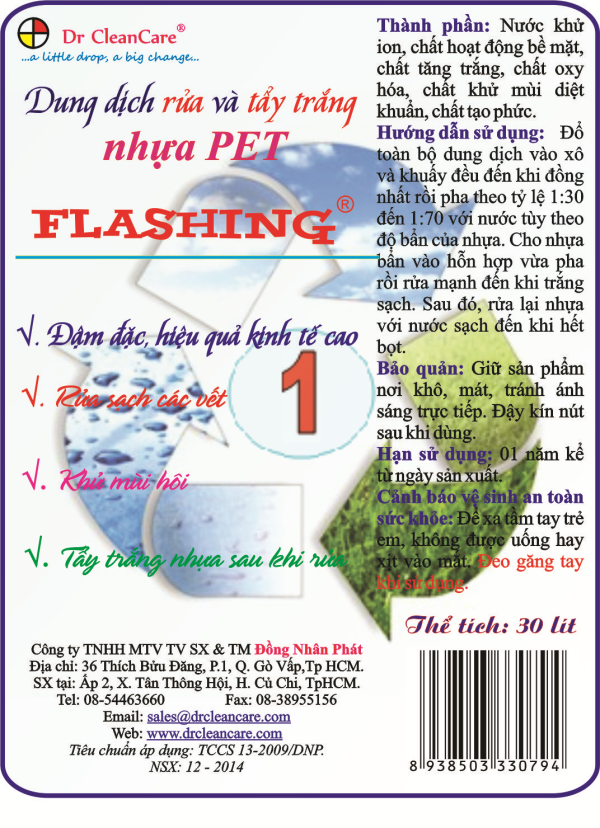 Dr CleanCare®
...a little drop, a big change...
Dung dịch rửa và tẩy trắng
nhựa PET
FLASHING®
√. Đậm đặc, hiệu quả kinh tế cao
√. Rửa sạch các vết
√. Khử mùi hôi
√. Tẩy trắng nhựa sau khi rửa
1
Công ty TNHH MTV TV SX & TM Đồng Nhân Phát
Địa chỉ: 36 Thích Bửu Đăng, P.1, Q. Gò Vấp,Tp HCM.
SX tại: Ấp 2, X. Tân Thông Hội, H. Củ Chi, TpHCM.
Tel: 08-54463660 Fax: 08-38955156
Email: sales@drcleancare.com
Web: www.drcleancare.com
Tiêu chuẩn áp dụng: TCCS 13-2009/DNP.
NSX: 12 - 2014
Thành phần: Nước khử
ion, chất hoạt động bề mặt,
chất tăng trắng, chất oxy
hóa, chất khử mùi diệt
khuẩn, chất tạo phức.
Hướng dẫn sử dụng: Đổ
toàn bộ dung dịch vào xô
và khuấy đều đến khi đồng
nhất rồi pha theo tỷ lệ 1:30
đến 1:70 với nước tùy theo
độ bẩn của nhựa. Cho nhựa
bẩn vào hỗn hợp vừa pha
rồi rửa mạnh đến khi trắng
sạch. Sau đó, rửa lại nhựa
với nước sạch đến khi hết
bọt.
Bảo quản: Giữ sản phẩm
nơi khô, mát, tránh ánh
sáng trực tiếp. Đậy kín nút
sau khi dùng.
Hạn sử dụng: 01 năm kể
từ ngày sản xuất.
Cảnh báo vệ sinh an toàn
sức khỏe: Để xa tầm tay trẻ
em, không được uống hay
xịt vào mắt. Đeo găng tay
khi sử dụng.
Thể tích: 30 lít
8 938503 330794